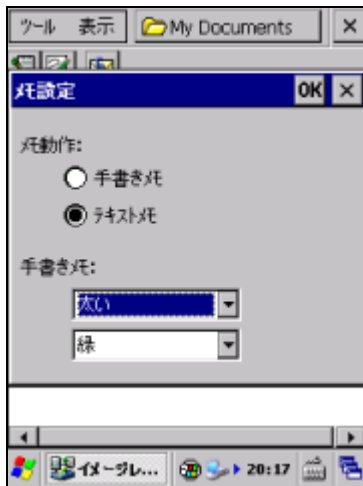 ツール 表示 My Documents
メモ設定 OK
メモ動作:
手書きメモ
テキストメモ
手書きメモ:
太い
緑
イメージレ... 20:17